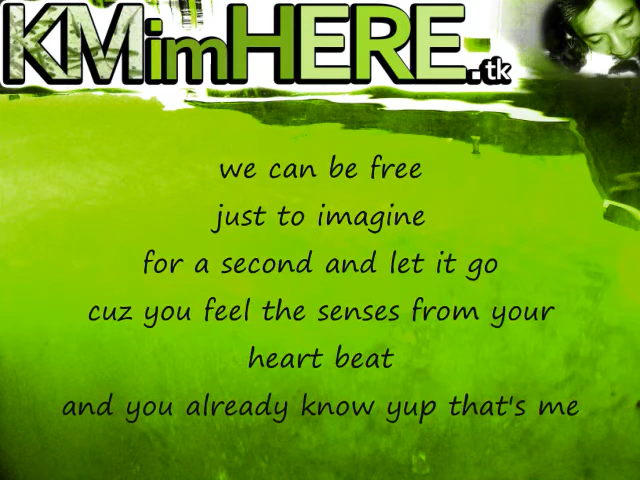 KMimHERE.tk
we can be free
just to imagine
for a second and let it go
cuz you feel the senses from your
heart beat
and you already know yup that's me